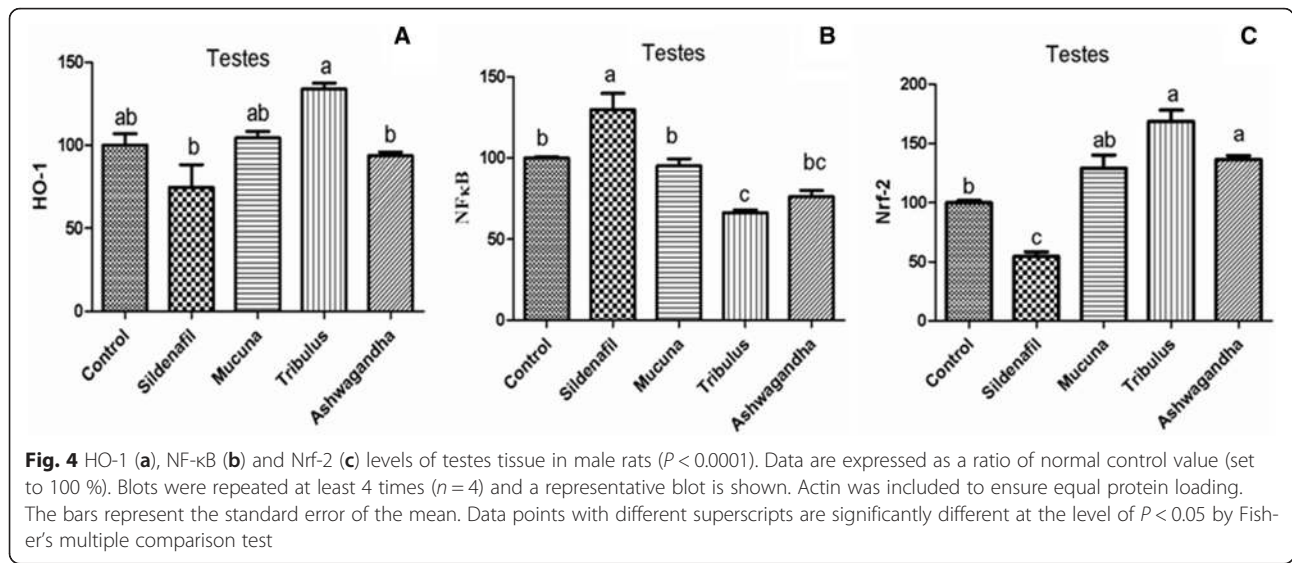 A
Testes
HO-1
150
100
50
0
ab
b
ab
a
b
Control
Sildenafil
Mucuna
Tribulus
Ashwagandha
B
Testes
NFκB
150
100
50
0
b
a
b
c
bc
Control
Sildenafil
Mucuna
Tribulus
Ashwagandha
C
Testes
Nrf-2
200
150
100
50
0
b
c
ab
a
a
Control
Sildenafil
Mucuna
Tribulus
Ashwagandha
Fig. 4 HO-1 (a), NF-κB (b) and Nrf-2 (c) levels of testes tissue in male rats (P < 0.0001). Data are expressed as a ratio of normal control value (set
to 100 %). Blots were repeated at least 4 times (n = 4) and a representative blot is shown. Actin was included to ensure equal protein loading.
The bars represent the standard error of the mean. Data points with different superscripts are significantly different at the level of P < 0.05 by Fish-
er's multiple comparison test